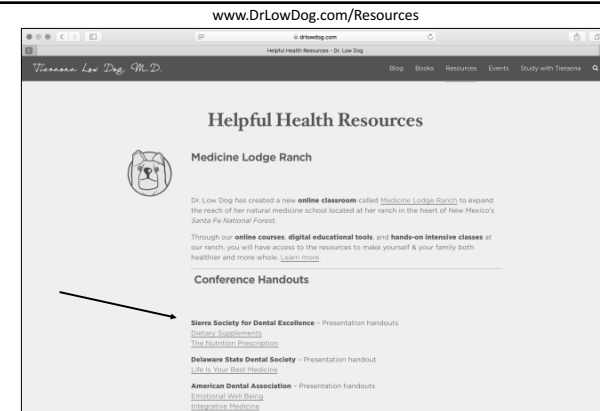 www.DrLowDog.com/Resources
drlowdog.com
Helpful Health Resources - Dr. Low Dog
Tieraona Low Dog, M.D.
Blog Books Resources Events Study with Tieraona
Helpful Health Resources
Medicine Lodge Ranch
Dr. Low Dog has created a new online classroom called Medicine Lodge Ranch to expand
the reach of her natural medicine school located at her ranch in the heart of New Mexico's
Santa Fe National Forest.
Through our online courses, digital educational tools, and hands-on intensive classes at
our ranch, you will have access to the resources to make yourself & your family both
healthier and more whole. Learn more.
Conference Handouts
Sierra Society for Dental Excellence – Presentation handouts
Dietary Supplements
The Nutrition Prescription
Delaware State Dental Society – Presentation handout
Life Is Your Best Medicine
American Dental Association – Presentation handouts
Emotional Well Being
Integrative Medicine